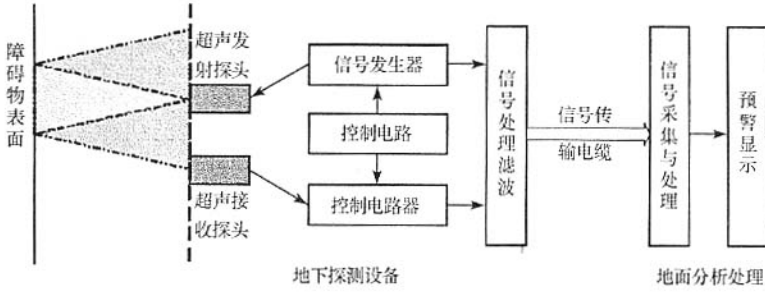 障碍物表面
超声发
射探头
超声接
收探头
信号发生器
控制电路
控制电路器
信号处理滤波
信号传
输电缆
信号采集与处理
预警显示
地下探测设备
地面分析处理